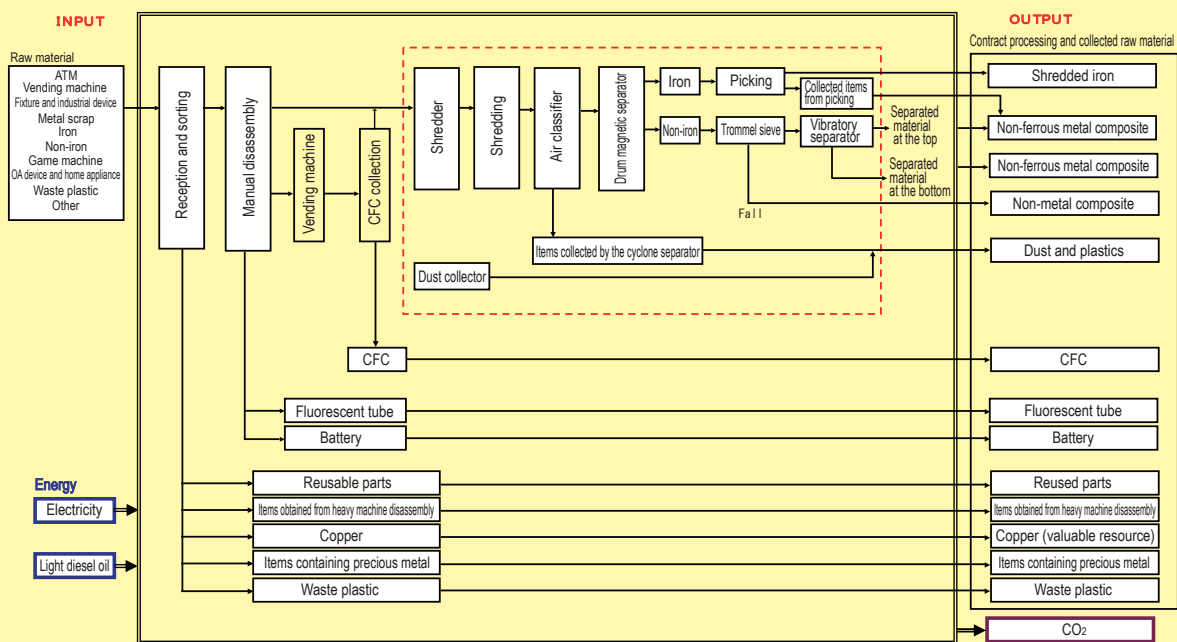 INPUT
OUTPUT
Raw material
Contract processing and collected raw material
ATM
Vending machine
Fixture and industrial device
Metal scrap
Iron
Non-iron
Game machine
OA device and home appliance
Waste plastic
Other
Reception and sorting
Manual disassembly
Vending machine
CFC collection
Shredder
Shredding
Air classifier
Drum magnetic separator
Iron
Picking
Collected items
from picking
Non-iron
Trommel sieve
Vibratory
separator
Separated
material
at the top
Separated
material
at the bottom
Fall
Items collected by the cyclone separator
Dust collector
Shredded iron
Non-ferrous metal composite
Non-ferrous metal composite
Non-metal composite
Dust and plastics
CFC
CFC
Fluorescent tube
Fluorescent tube
Battery
Battery
Energy
Electricity
Light diesel oil
Reusable parts
Reused parts
Items obtained from heavy machine disassembly
Items obtained from heavy machine disassembly
Copper
Copper (valuable resource)
Items containing precious metal
Items containing precious metal
Waste plastic
Waste plastic
CO₂